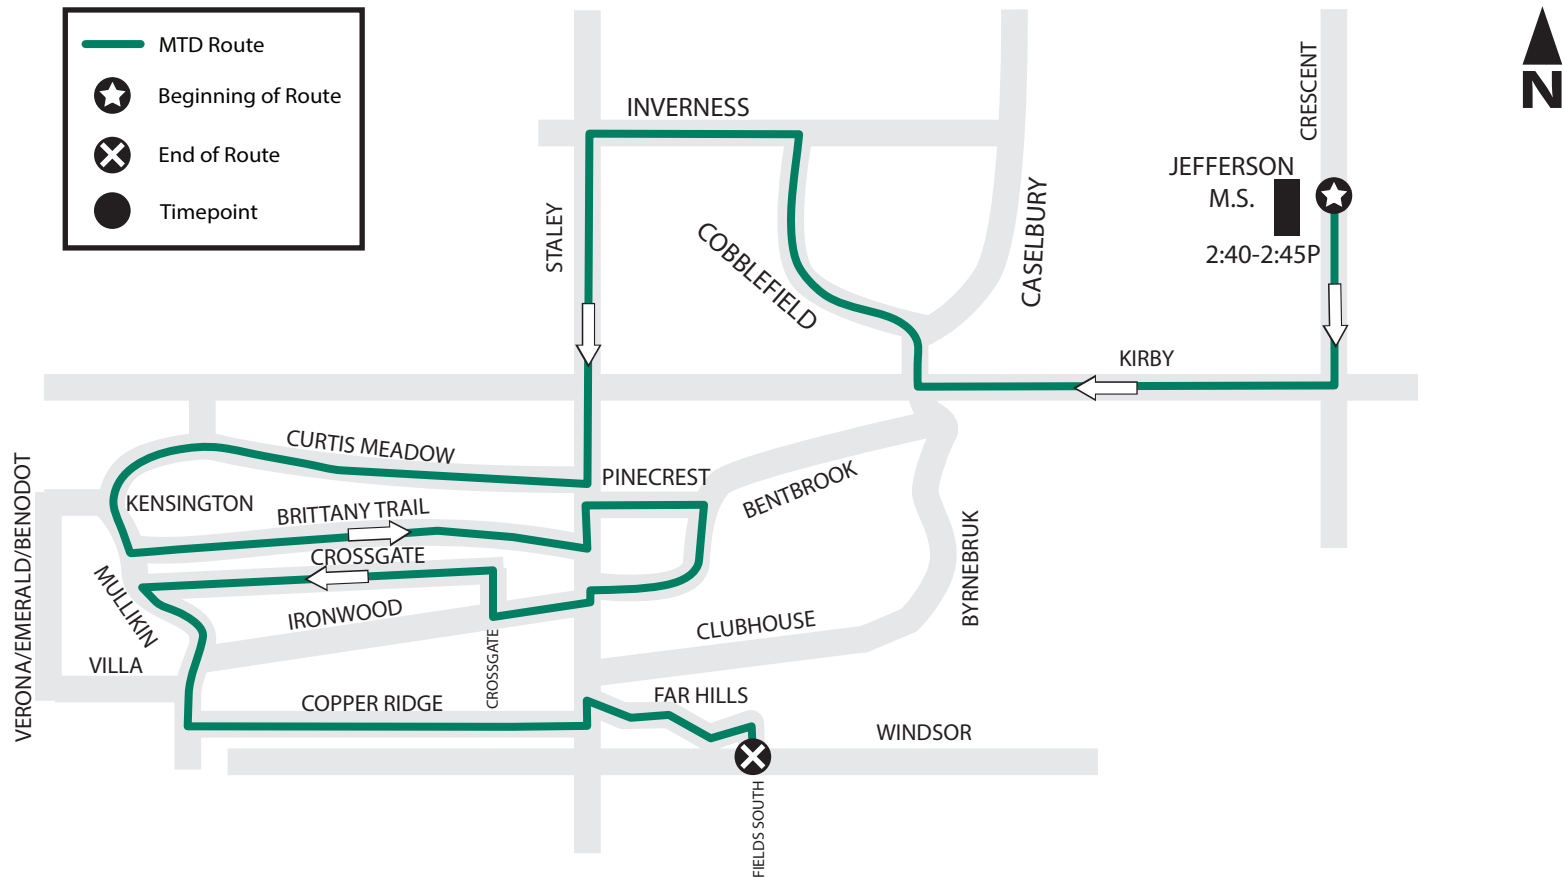 MTD Route
Beginning of Route
End of Route
Timepoint
N
INVERNESS
CRESCENT
JEFFERSON
M.S.
2:40-2:45P
STALEY
COBBLEFIELD
CASELBURY
KIRBY
CURTIS MEADOW
PINECREST
BENTBROOK
KENSINGTON
BRITTANY TRAIL
CROSSGATE
VERONA/EMERALD/BENODOT
MULLIKIN
IRONWOOD
CLUBHOUSE
BYRNEBRUK
VILLA
CROSSGATE
COPPER RIDGE
FAR HILLS
WINDSOR
FIELDS SOUTH